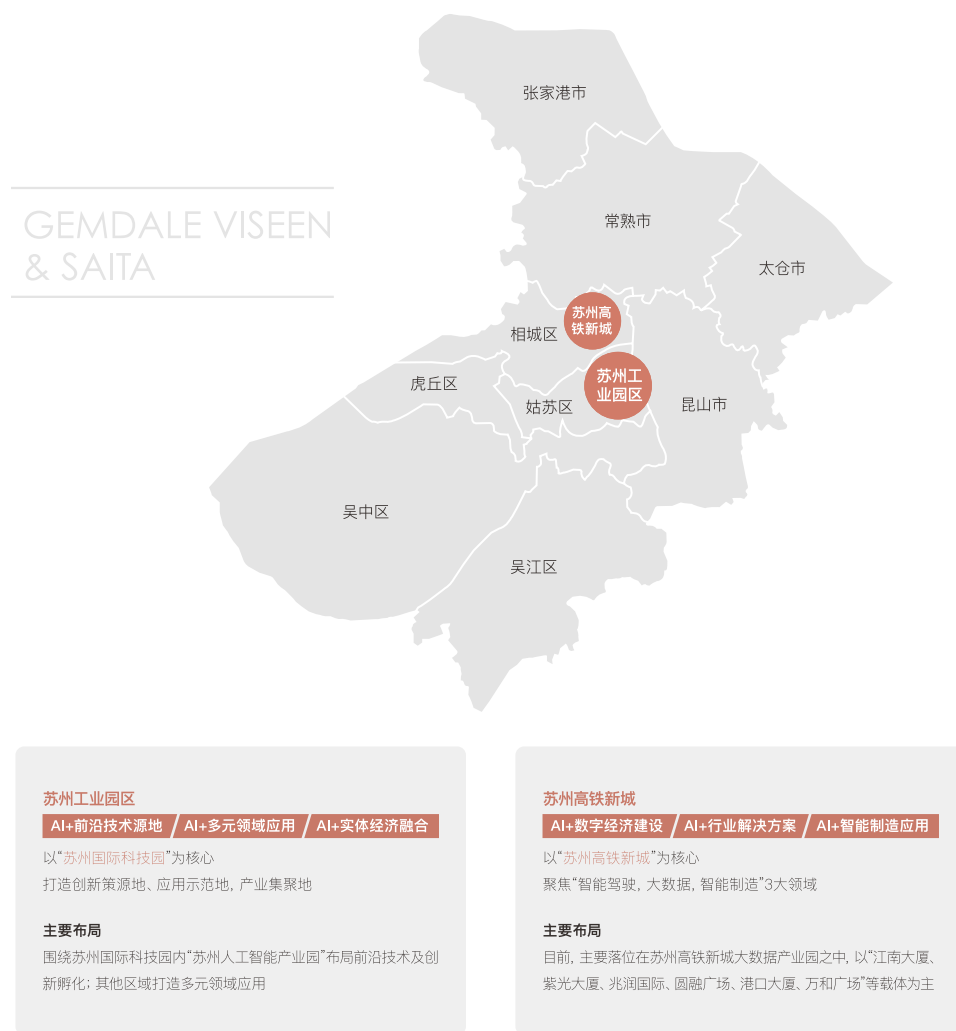 张家港市
GEMDALE VISEEN
& SAITA
常熟市
太仓市
苏州高
铁新城
相城区
苏州工
业园区
虎丘区
姑苏区
昆山市
吴中区
吴江区
苏州工业园区
AI+前沿技术源地 / AI+多元领域应用 / AI+实体经济融合
以“苏州国际科技园”为核心
打造创新策源地、应用示范地, 产业集聚地
主要布局
围绕苏州国际科技园内“苏州人工智能产业园”布局前沿技术及创
新孵化; 其他区域打造多元领域应用
苏州高铁新城
AI+数字经济建设 / AI+行业解决方案 / AI+智能制造应用
以“苏州高铁新城”为核心
聚焦“智能驾驶, 大数据, 智能制造”3大领域
主要布局
目前, 主要落位在苏州高铁新城大数据产业园之中, 以“江南大厦、
紫光大厦、兆润国际、圆融广场、港口大厦、万和广场”等载体为主